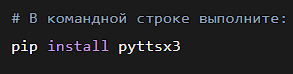 # В командной строке выполните:
pip install pyttsx3